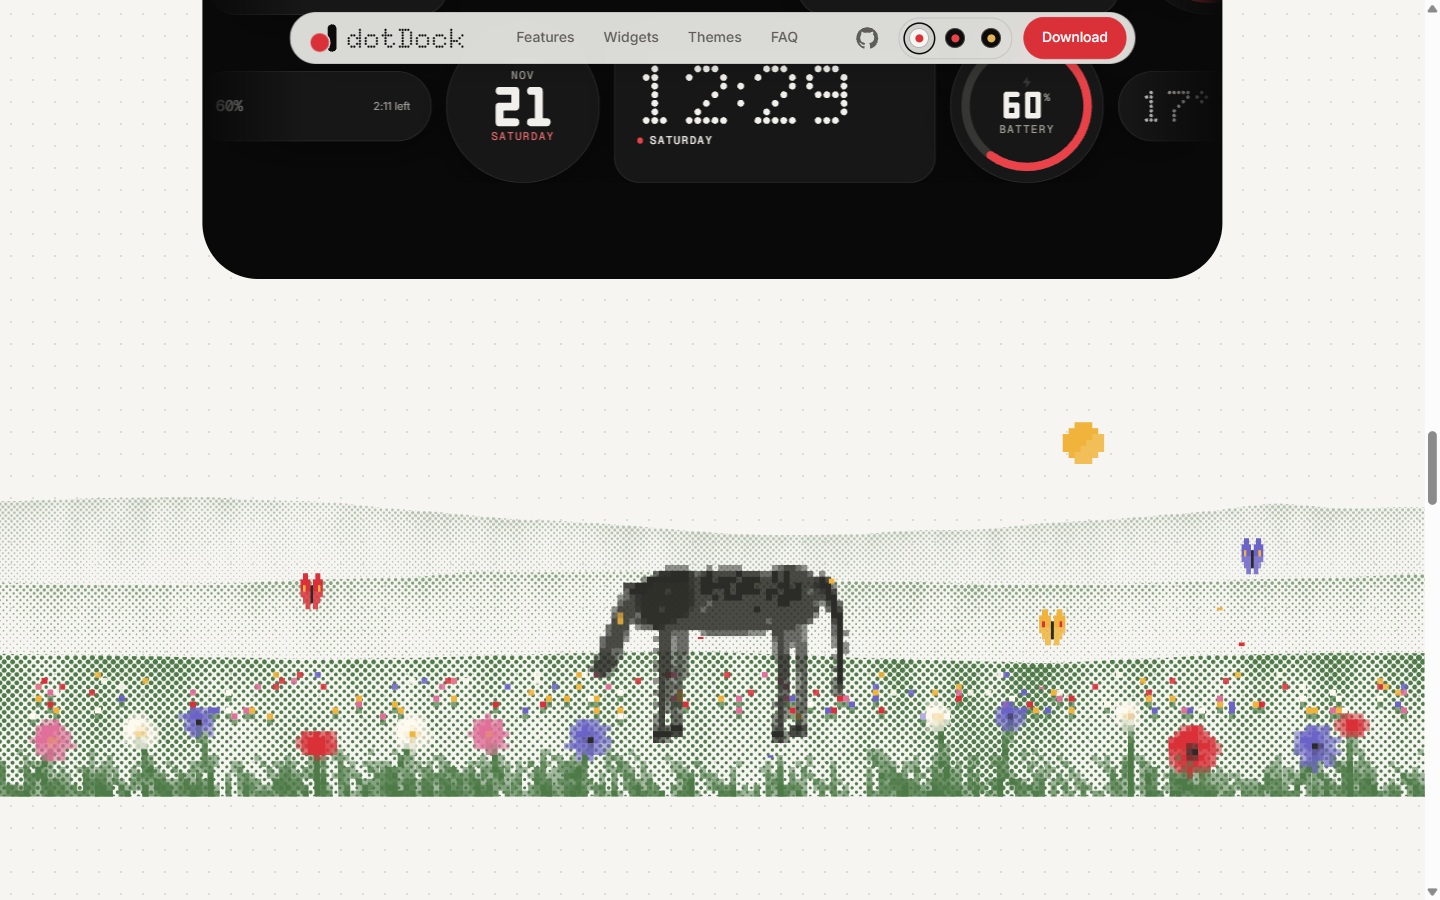 dotDock
Features
Widgets
Themes
FAQ
Download
60%
2:11 left
NOV
21
SATURDAY
12:29
SATURDAY
60%
BATTERY
17°